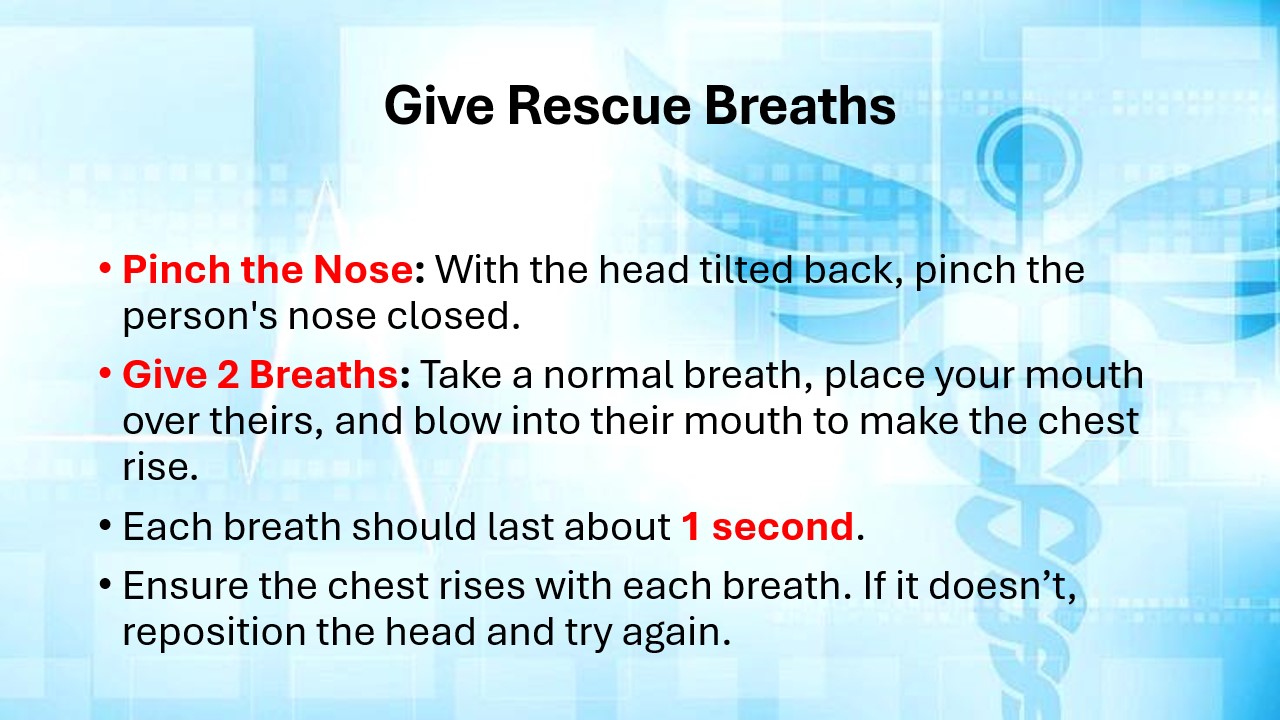 Give Rescue Breaths
• Pinch the Nose: With the head tilted back, pinch the
person's nose closed.
• Give 2 Breaths: Take a normal breath, place your mouth
over theirs, and blow into their mouth to make the chest
rise.
• Each breath should last about 1 second.
• Ensure the chest rises with each breath. If it doesn’t,
reposition the head and try again.